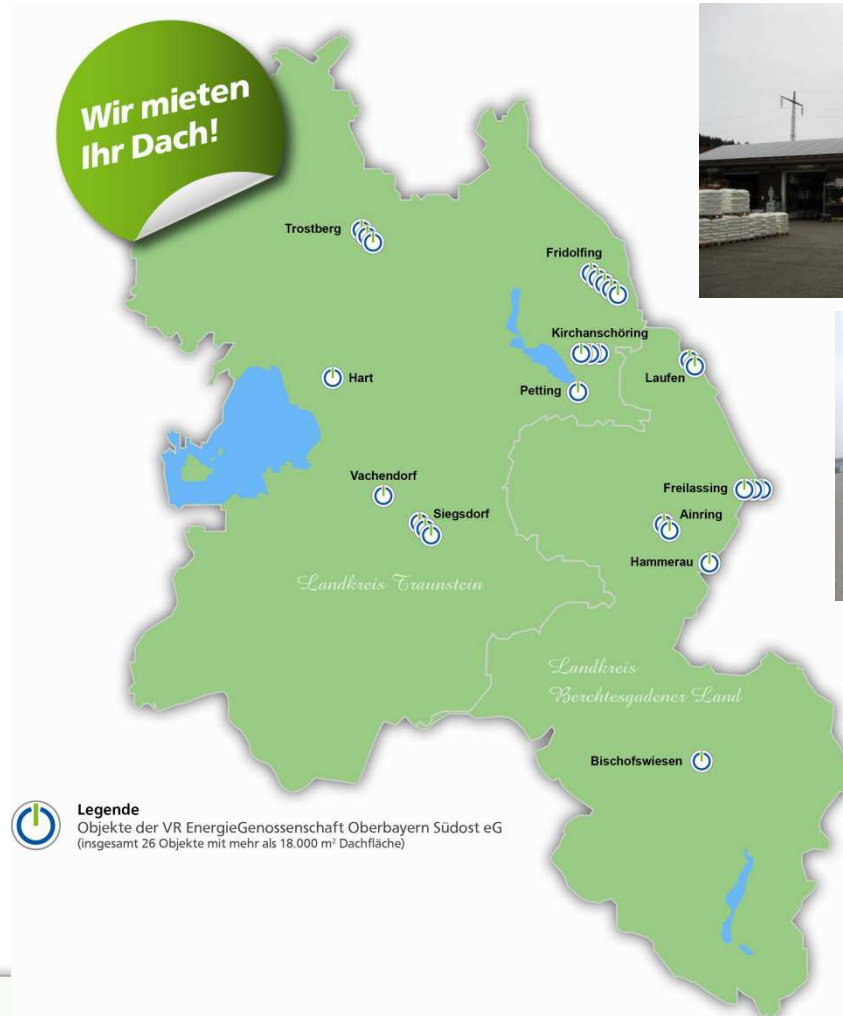 Wir mieten
Ihr Dach!
Trostberg
Fridolfing
Kirchanschöring
Hart
Petting
Laufen
Vachendorf
Freilassing
Siegsdorf
Ainring
Hammerau
Landkreis Traunstein
Landkreis
Berchtesgadener Land
Bischofswiesen
Legende
Objekte der VR EnergieGenossenschaft Oberbayern Südost eG
(insgesamt 26 Objekte mit mehr als 18.000 m² Dachfläche)